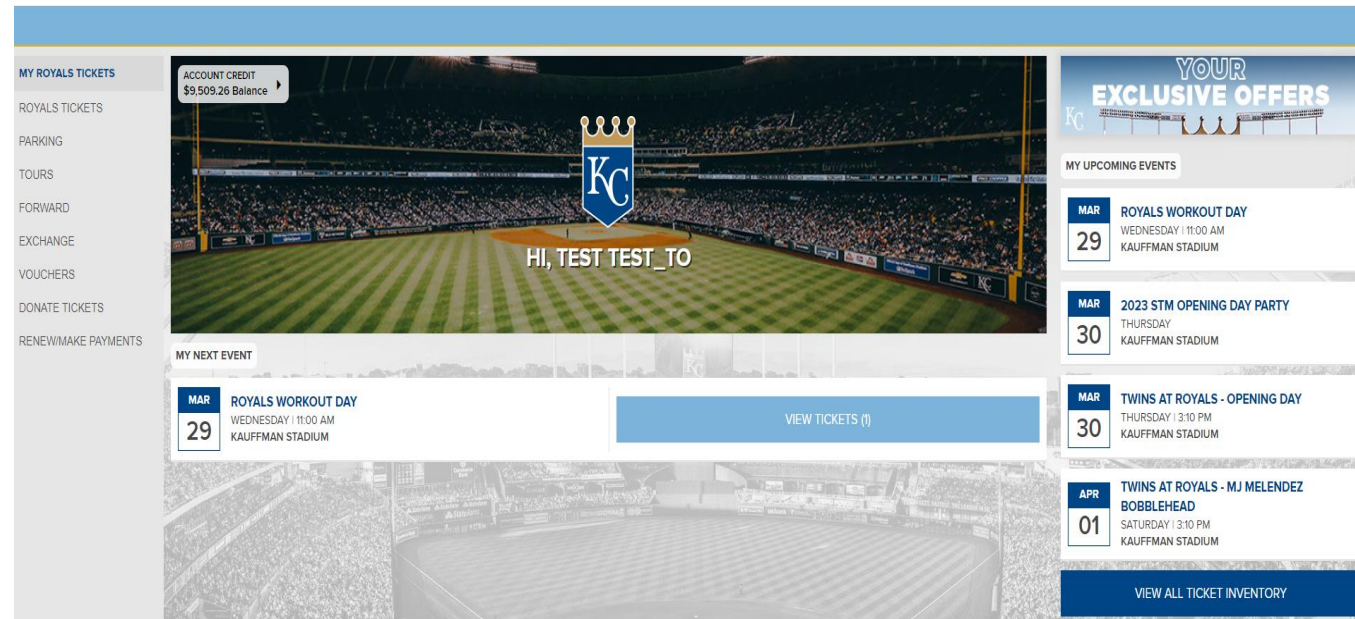 MY ROYALS TICKETS
ROYALS TICKETS
PARKING
TOURS
FORWARD
EXCHANGE
VOUCHERS
DONATE TICKETS
RENEW/MAKE PAYMENTS
ACCOUNT CREDIT
$9,509.26 Balance
KC
HI, TEST TEST_TO
MY NEXT EVENT
MAR
29
ROYALS WORKOUT DAY
WEDNESDAY | 11:00 AM
KAUFFMAN STADIUM
VIEW TICKETS (1)
YOUR
EXCLUSIVE OFFERS
KC
MY UPCOMING EVENTS
MAR
29
ROYALS WORKOUT DAY
WEDNESDAY | 11:00 AM
KAUFFMAN STADIUM
MAR
30
2023 STM OPENING DAY PARTY
THURSDAY
KAUFFMAN STADIUM
MAR
30
TWINS AT ROYALS - OPENING DAY
THURSDAY | 3:10 PM
KAUFFMAN STADIUM
APR
01
TWINS AT ROYALS - MJ MELENDEZ
BOBBLEHEAD
SATURDAY | 3:10 PM
KAUFFMAN STADIUM
VIEW ALL TICKET INVENTORY